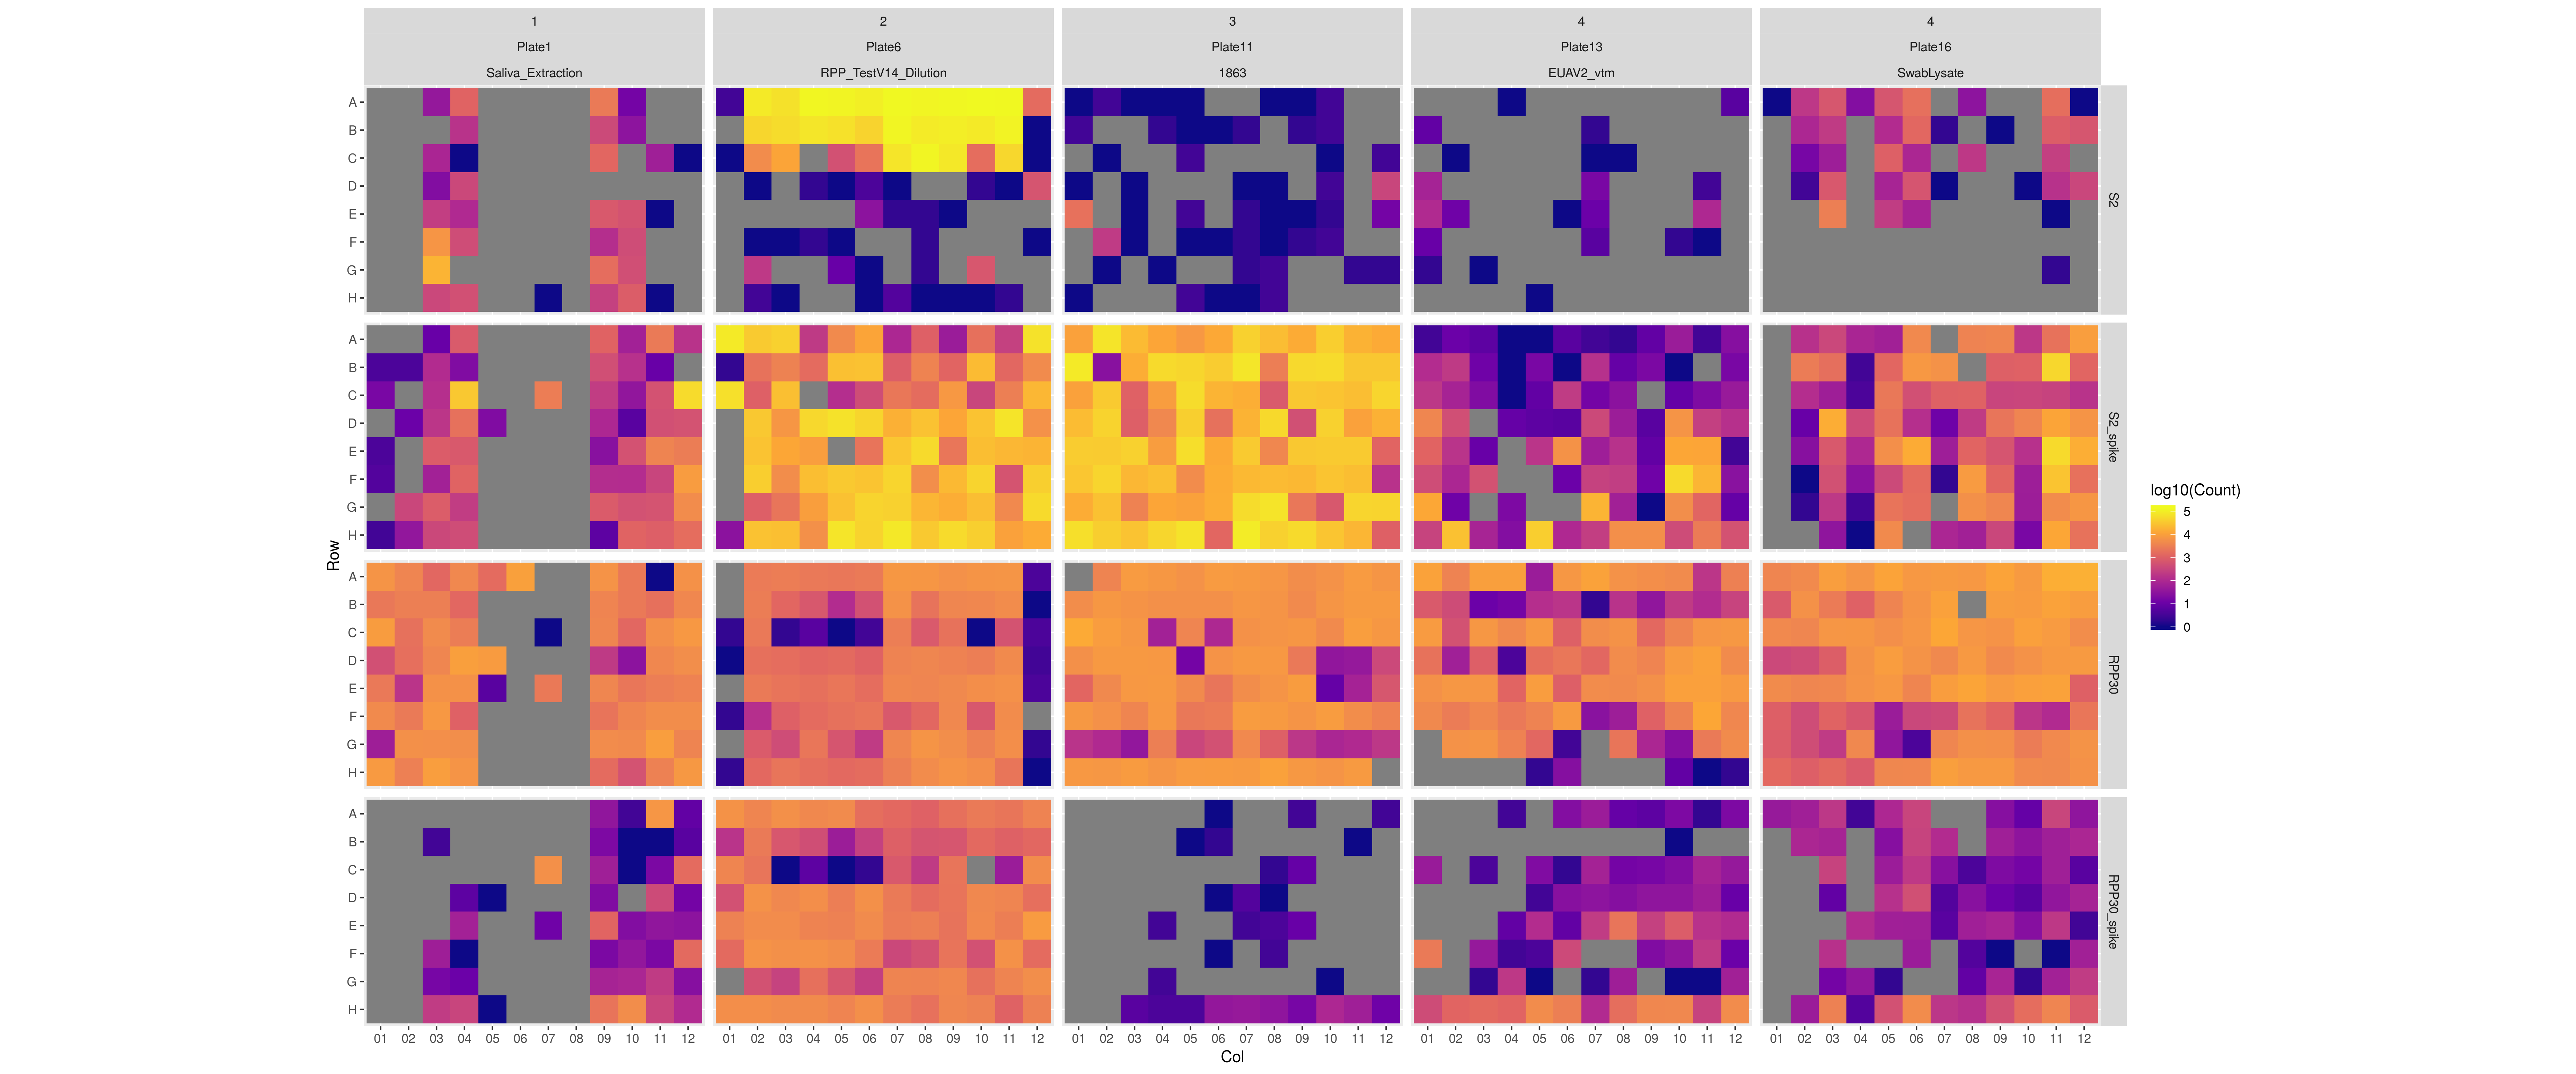 1 2 3 4 4
Plate1 Plate6 Plate11 Plate13 Plate16
Saliva_Extraction RPP_TestV14_Dilution 1863 EUAV2_vtm SwabLysate
A
B
C
D
E
F
G
H
S2
A
B
C
D
E
F
G
H
S2_spike
Row
A
B
C
D
E
F
G
H
RPP30
A
B
C
D
E
F
G
H
RPP30_spike
01 02 03 04 05 06 07 08 09 10 11 12 01 02 03 04 05 06 07 08 09 10 11 12 01 02 03 04 05 06 07 08 09 10 11 12 01 02 03 04 05 06 07 08 09 10 11 12 01 02 03 04 05 06 07 08 09 10 11 12
Col
log10(Count)
5
4
3
2
1
0